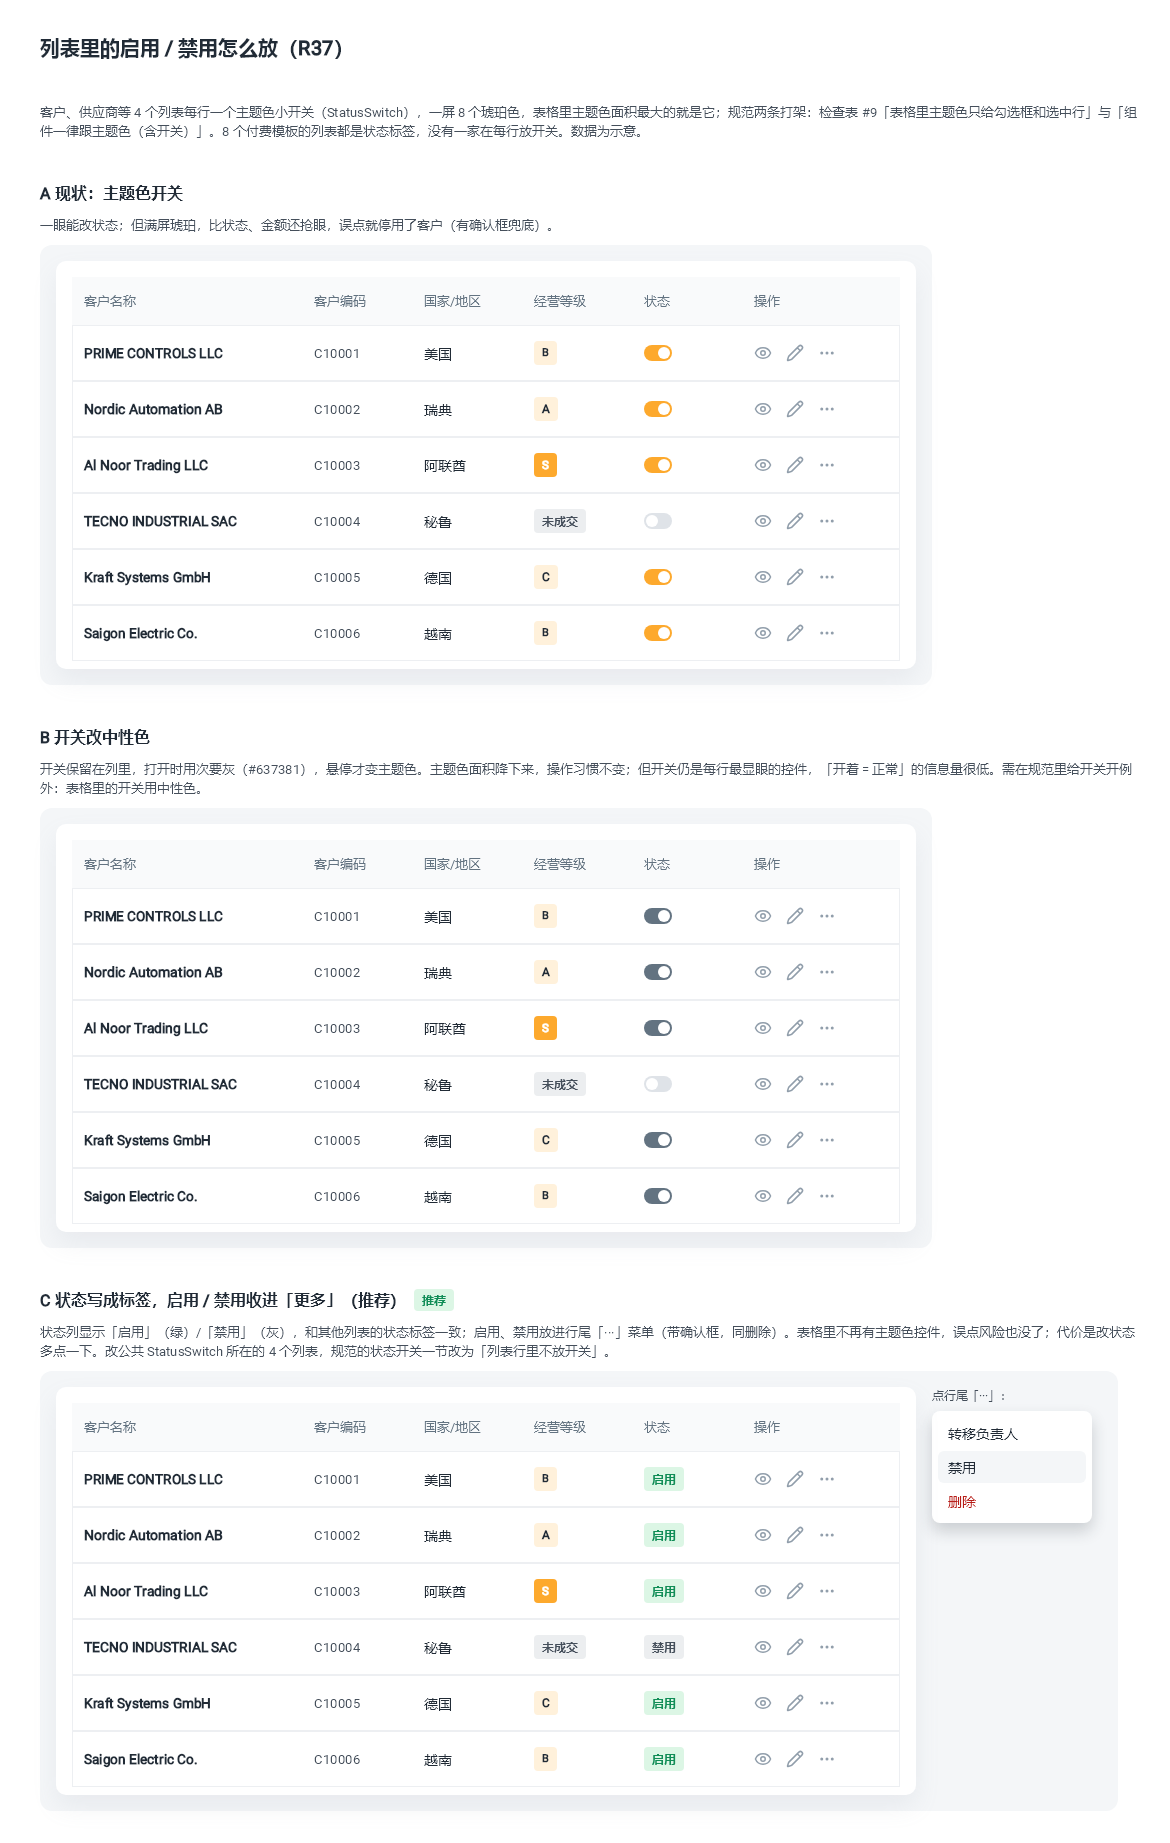 列表里的启用 / 禁用怎么放（R37）
客户、供应商等 4 个列表每行一个主题色小开关（StatusSwitch），一屏 8 个琥珀色，表格里主题色面积最大的就是它；规范两条打架：检查表 #9「表格里主题色只给勾选框和选中行」与「组
件一律跟主题色（含开关）」。8 个付费模板的列表都是状态标签，没有一家在每行放开关。数据为示意。
A 现状：主题色开关
一眼能改状态；但满屏琥珀，比状态、金额还抢眼，误点就停用了客户（有确认框兜底）。
客户名称 客户编码 国家/地区 经营等级 状态 操作
PRIME CONTROLS LLC C10001 美国 B
Nordic Automation AB C10002 瑞典 A
Al Noor Trading LLC C10003 阿联酋 S
TECNO INDUSTRIAL SAC C10004 秘鲁 未成交
Kraft Systems GmbH C10005 德国 C
Saigon Electric Co. C10006 越南 B
B 开关改中性色
开关保留在列里，打开时用次要灰（#637381），悬停才变主题色。主题色面积降下来，操作习惯不变；但开关仍是每行最显眼的控件，「开着 = 正常」的信息量很低。需在规范里给开关开例
外：表格里的开关用中性色。
客户名称 客户编码 国家/地区 经营等级 状态 操作
PRIME CONTROLS LLC C10001 美国 B
Nordic Automation AB C10002 瑞典 A
Al Noor Trading LLC C10003 阿联酋 S
TECNO INDUSTRIAL SAC C10004 秘鲁 未成交
Kraft Systems GmbH C10005 德国 C
Saigon Electric Co. C10006 越南 B
C 状态写成标签，启用 / 禁用收进「更多」（推荐） 推荐
状态列显示「启用」（绿）/「禁用」（灰），和其他列表的状态标签一致；启用、禁用放进行尾「···」菜单（带确认框，同删除）。表格里不再有主题色控件，误点风险也没了；代价是改状态
多点一下。改公共 StatusSwitch 所在的 4 个列表，规范的状态开关一节改为「列表行里不放开关」。
客户名称 客户编码 国家/地区 经营等级 状态 操作
PRIME CONTROLS LLC C10001 美国 B 启用
Nordic Automation AB C10002 瑞典 A 启用
Al Noor Trading LLC C10003 阿联酋 S 启用
TECNO INDUSTRIAL SAC C10004 秘鲁 未成交 禁用
Kraft Systems GmbH C10005 德国 C 启用
Saigon Electric Co. C10006 越南 B 启用
点行尾「···」：
转移负责人
禁用
删除